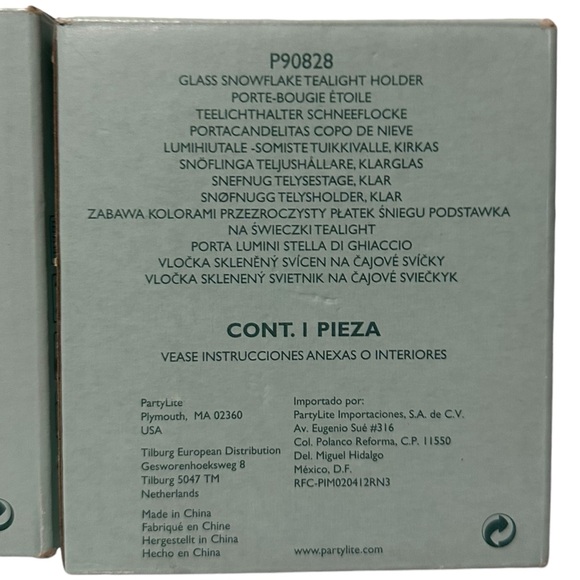 P90828
GLASS SNOWFLAKE TEALIGHT HOLDER
PORTE-BOUGIE ÉTOILE
TEELICHTHALTER SCHNEEFLOCKE
PORTACANDELITAS COPO DE NIEVE
LUMIHIUTALE -SOMISTE TUIKKIVALLE, KIRKAS
SNÖFLINGA TELJUSHÅLLARE, KLARGLAS
SNEFNUG TELYSESTAGE, KLAR
SNØFNUGG TELYSHOLDER, KLAR
ZABAWA KOLORAMI PRZEZROCZYSTY PŁATEK ŚNIEGU PODSTAWKA
NA ŚWIECZKI TEALIGHT
PORTA LUMINI STELLA DI GHIACCIO
VLOČKA SKLENĚNÝ SVÍCEN NA ČAJOVÉ SVÍČKY
VLOČKA SKLENENÝ SVIETNIK NA ČAJOVÉ SVIEČKYK
CONT. 1 PIEZA
VEASE INSTRUCCIONES ANEXAS O INTERIORES
PartyLite
Plymouth, MA 02360
USA
Tilburg European Distribution
Gesworenhoeksweg 8
Tilburg 5047 TM
Netherlands
Made in China
Fabriqué en Chine
Hergestellt in China
Hecho en China
Importado por:
PartyLite Importaciones, S.A. de C.V.
Av. Eugenio Sué #316
Col. Polanco Reforma, C.P. 11550
Del. Miguel Hidalgo
México, D.F.
RFC-PIM020412RN3
www.partylite.com